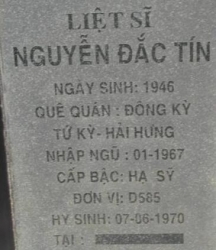 LIỆT SĨ
NGUYỄN ĐẮC TÍN
NGÀY SINH: 1946
QUÊ QUÁN : ĐÔNG KỲ
TỨ KỲ- HẢI HƯNG
NHẬP NGŨ : 01-1967
CẤP BẬC: HẠ SỸ
ĐƠN VỊ: D585
HY SINH: 07-06-1970
TẠI :